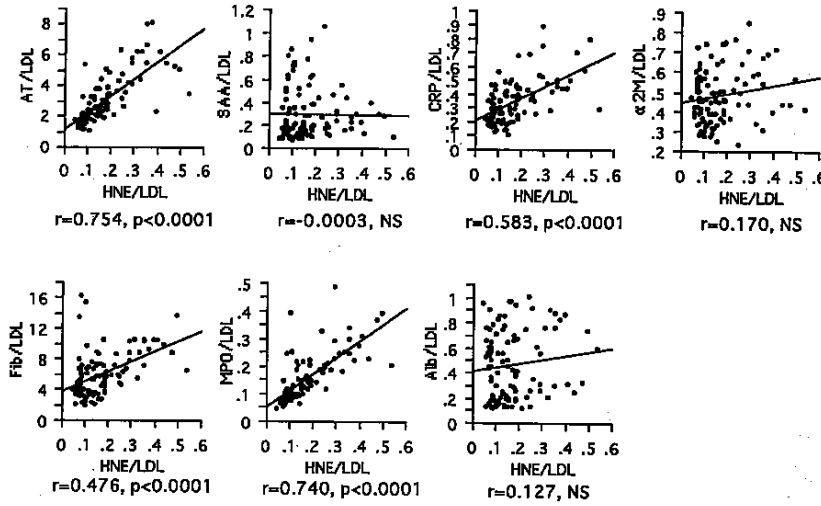 AT/LDL
8
6
4
2
0
0 .1 .2 .3 .4 .5 .6
HNE/LDL
r=0.754, p<0.0001
SAA/LDL
1.2
1
.8
.6
.4
.2
0
0 .1 .2 .3 .4 .5 .6
HNE/LDL
r=-0.0003, NS
CRP/LDL
1
.9
.8
.7
.6
.5
.4
.3
.2
.1
0
0 .1 .2 .3 .4 .5 .6
HNE/LDL
r=0.583, p<0.0001
α2M/LDL
.9
.8
.7
.6
.5
.4
.3
.2
0 .1 .2 .3 .4 .5 .6
HNE/LDL
r=0.170, NS
Fib/LDL
16
12
8
4
0
0 .1 .2 .3 .4 .5 .6
HNE/LDL
r=0.476, p<0.0001
MPO/LDL
.5
.4
.3
.2
.1
0
0 .1 .2 .3 .4 .5 .6
HNE/LDL
r=0.740, p<0.0001
Alb/LDL
1
.8
.6
.4
.2
0
0 .1 .2 .3 .4 .5 .6
HNE/LDL
r=0.127, NS